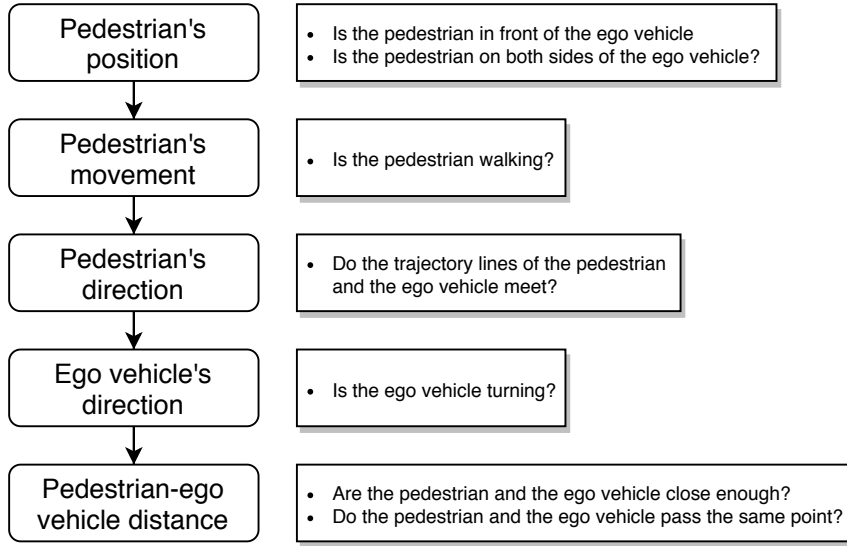 Pedestrian's
position
• Is the pedestrian in front of the ego vehicle
• Is the pedestrian on both sides of the ego vehicle?
Pedestrian's
movement
• Is the pedestrian walking?
Pedestrian's
direction
• Do the trajectory lines of the pedestrian
and the ego vehicle meet?
Ego vehicle's
direction
• Is the ego vehicle turning?
Pedestrian-ego
vehicle distance
• Are the pedestrian and the ego vehicle close enough?
• Do the pedestrian and the ego vehicle pass the same point?